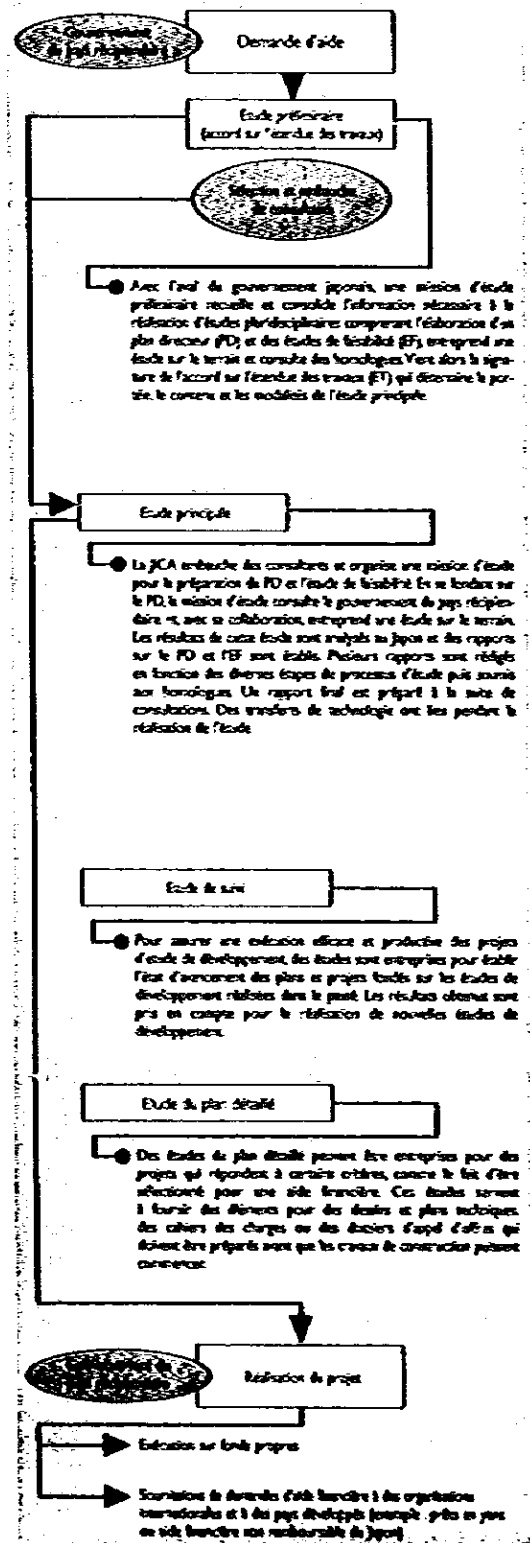 Gouvernement
du pays récipiendaire
Demande d'aide
Etude préliminaire
(accord sur l'étendue des travaux)
Sélection et embauche
de consultants
Avec l'aval du gouvernement japonais, une mission d'étude
préliminaire recueille et consolide l'information nécessaire à la
réalisation d'études pluridisciplinaires comprenant l'élaboration d'un
plan directeur (PD) et des études de faisabilité (EF), entreprend une
étude sur le terrain et consulte des homologues. Vient alors la signa-
ture de l'accord sur l'étendue des travaux (ET) qui détermine la por-
tée, le contenu et les modalités de l'étude principale.
Etude principale
La JICA embauche des consultants et organise une mission d'étude
pour la préparation du PD et l'étude de faisabilité. En se fondant sur
le PD, la mission d'étude consulte le gouvernement du pays récipien-
daire et, avec sa collaboration, entreprend une étude sur le terrain.
Les résultats de cette étude sont analysés au Japon et des rapports
sur le PD et l'EF sont établis. Plusieurs rapports sont rédigés
en fonction des diverses étapes du processus d'étude puis soumis
aux homologues. Un rapport final est préparé à la suite de
consultations. Des transferts de technologie ont lieu pendant la
réalisation de l'étude.
Etude de suivi
Pour assurer une exécution efficace et productive des projets
d'étude de développement, des études sont entreprises pour établir
l'état d'avancement des plans et projets fondés sur les études de
développement réalisées dans le passé. Les résultats obtenus sont
pris en compte pour la réalisation de nouvelles études de
développement.
Etude du plan détaillé
Des études du plan détaillé peuvent être entreprises pour des
projets qui répondent à certains critères, comme le fait d'être
sélectionné pour une aide financière. Ces études servent
à fournir des éléments pour des dessins et plans techniques,
des cahiers des charges ou des dossiers d'appel d'offres qui
doivent être préparés avant que les travaux de construction puissent
commencer.
Réalisation du projet
Exécution sur fonds propres
Soumissions de demandes d'aide financière à des organisations
internationales et à des pays développés (exemple : prêts en yens
ou aide financière non remboursable du Japon)